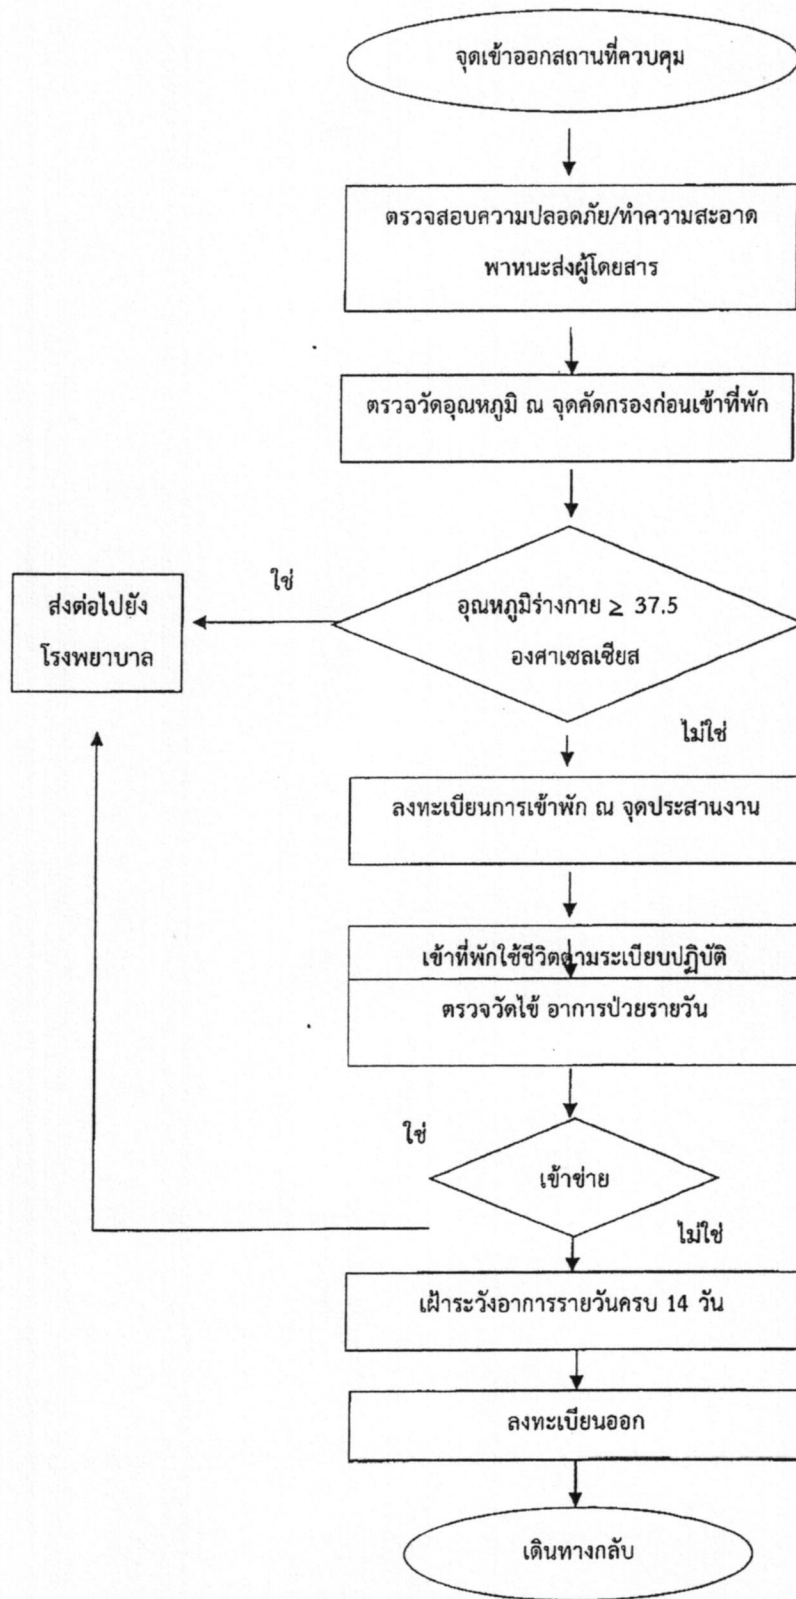 จุดเข้าออกสถานที่ควบคุม
ตรวจสอบความปลอดภัย/ทำความสะอาด
พาหนะส่งผู้โดยสาร
ตรวจวัดอุณหภูมิ ณ จุดคัดกรองก่อนเข้าที่พัก
ใช่
ส่งต่อไปยัง
โรงพยาบาล
อุณหภูมิร่างกาย ≥ 37.5
องศาเซลเซียส
ไม่ใช่
ลงทะเบียนการเข้าพัก ณ จุดประสานงาน
เข้าที่พักใช้ชีวิตตามระเบียบปฏิบัติ
ตรวจวัดไข้ อาการป่วยรายวัน
ใช่
เข้าข่าย
ไม่ใช่
เฝ้าระวังอาการรายวันครบ 14 วัน
ลงทะเบียนออก
เดินทางกลับ